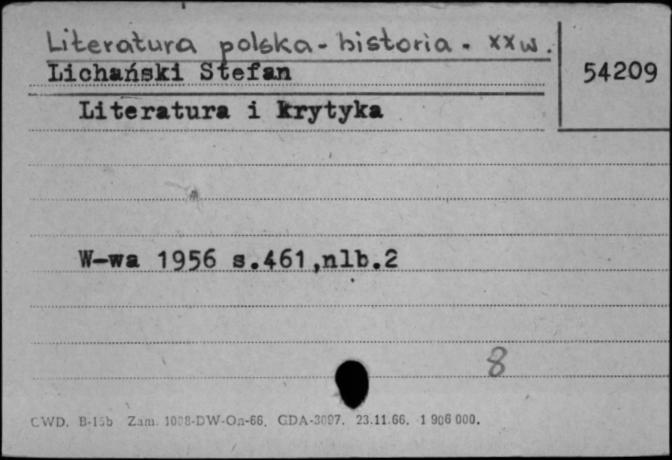 Literatura polska - historia - XX w.
Lichański Stefan
54209
Literatura i krytyka
W-wa 1956 s.461,nlb.2
8
CWD. B-15b Zam. 1008-DW-On-66. GDA-3097. 23.11.66. 1 906 000.